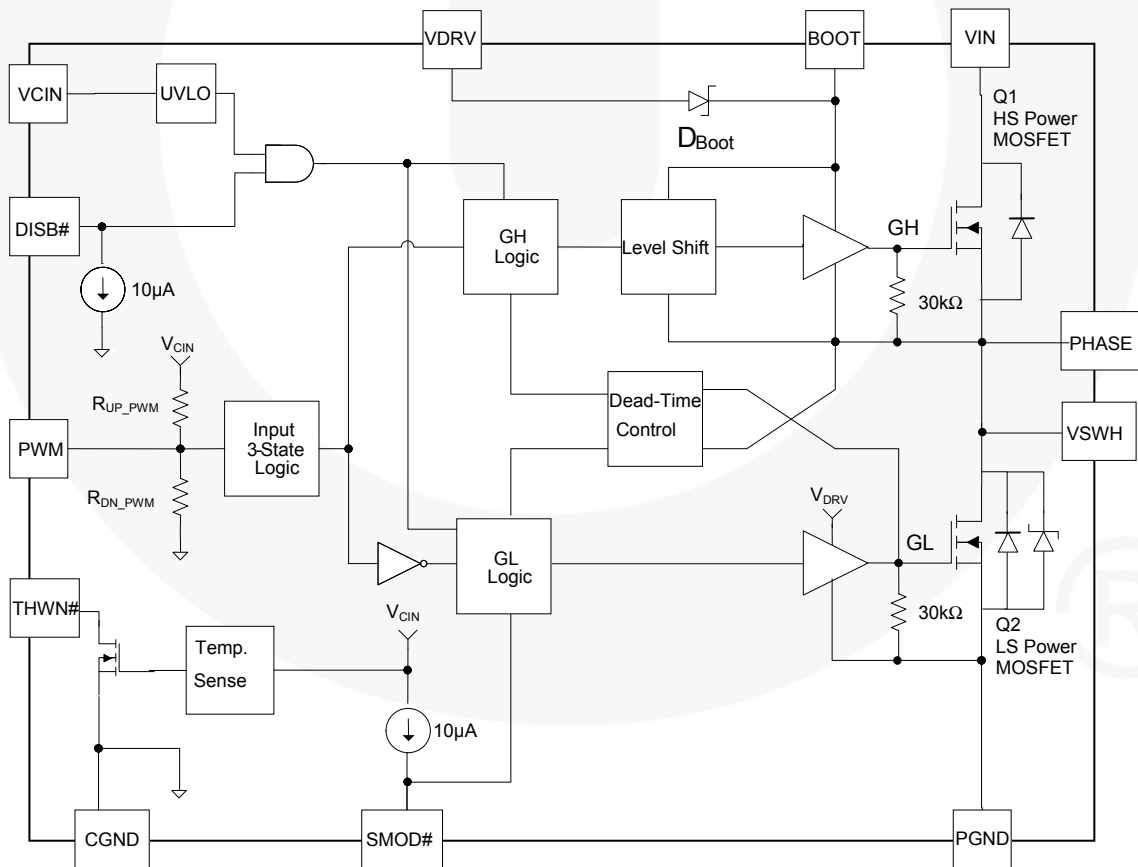 VDRV
BOOT
VIN
VCIN
UVLO
Q1
HS Power
MOSFET
DBoot
DISB#
GH
Logic
Level Shift
GH
10µA
30kΩ
VCIN
PHASE
RUP_PWM
Dead-Time
Control
PWM
Input
3-State
Logic
VSWH
RDN_PWM
VDRV
GL
Logic
GL
THWN#
VCIN
30kΩ
Q2
LS Power
MOSFET
Temp.
Sense
10µA
CGND
SMOD#
PGND
®